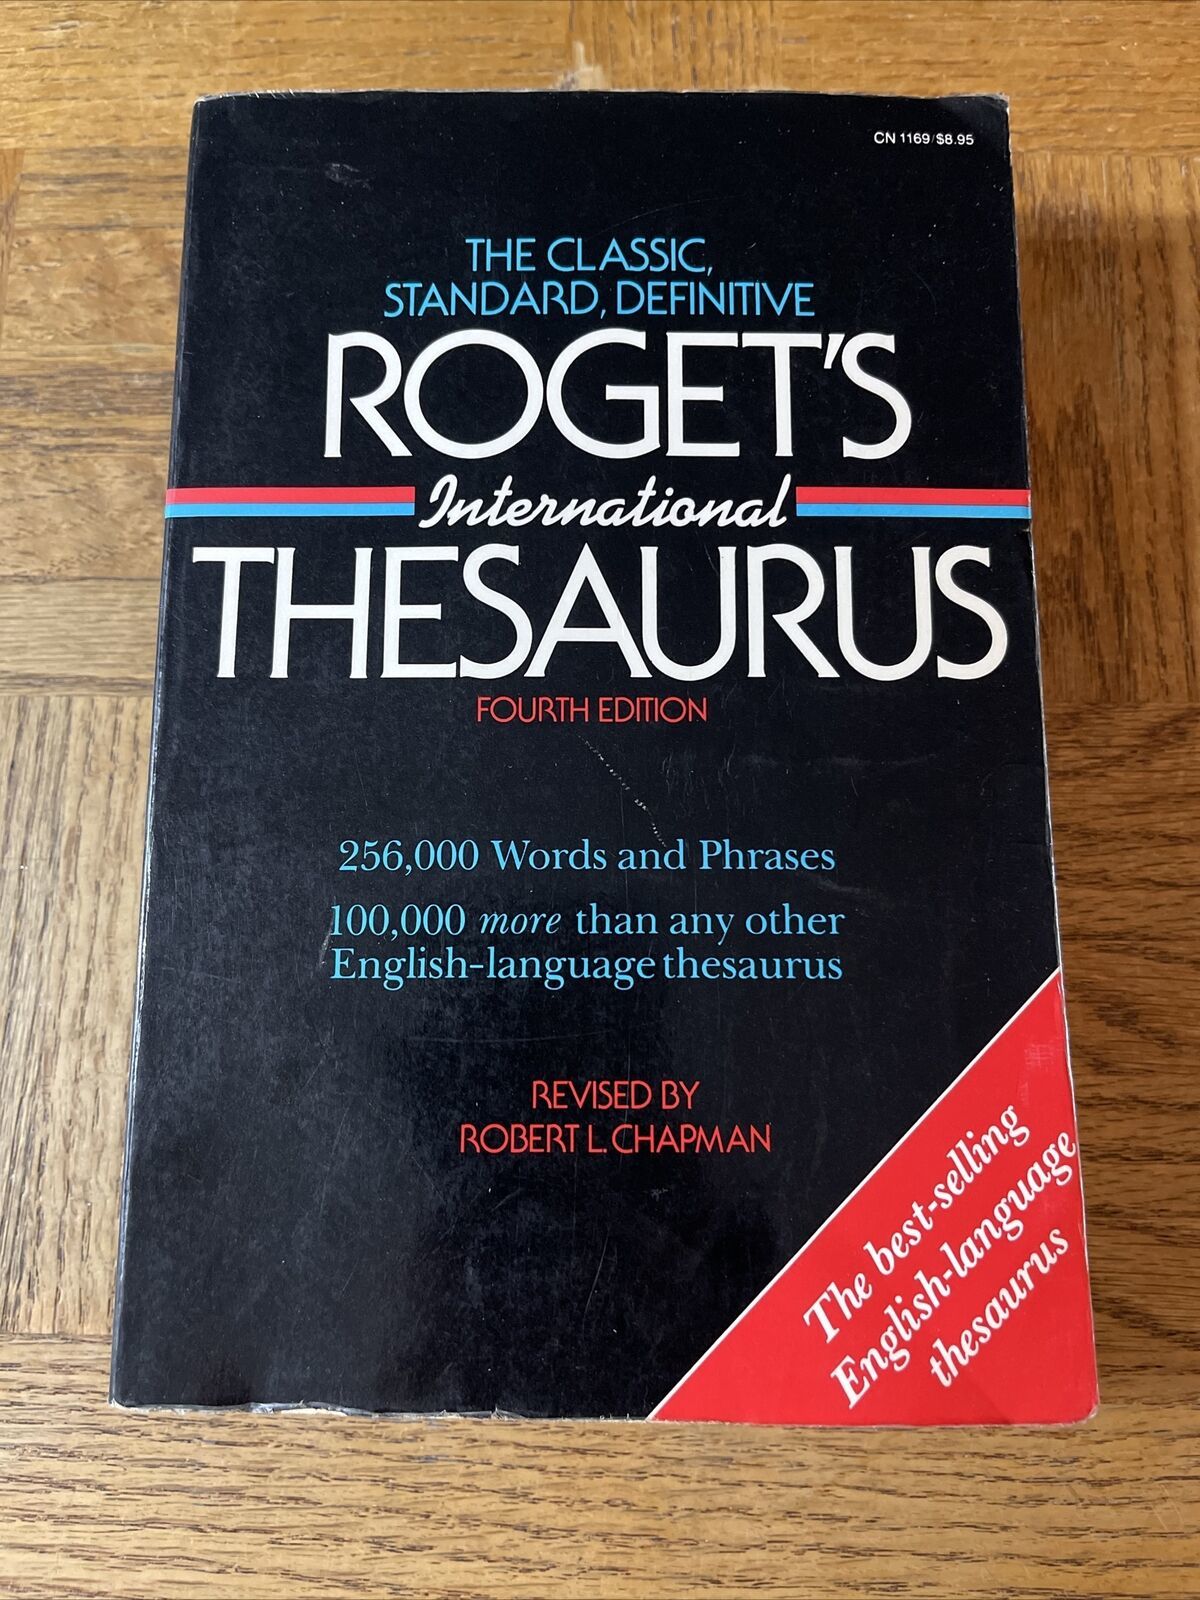 CN 1169/$8.95
THE CLASSIC,
STANDARD, DEFINITIVE
ROGET'S
International
THESAURUS
FOURTH EDITION
256,000 Words and Phrases
100,000 more than any other
English-language thesaurus
REVISED BY
ROBERT L. CHAPMAN
The best-selling
English-language
thesaurus